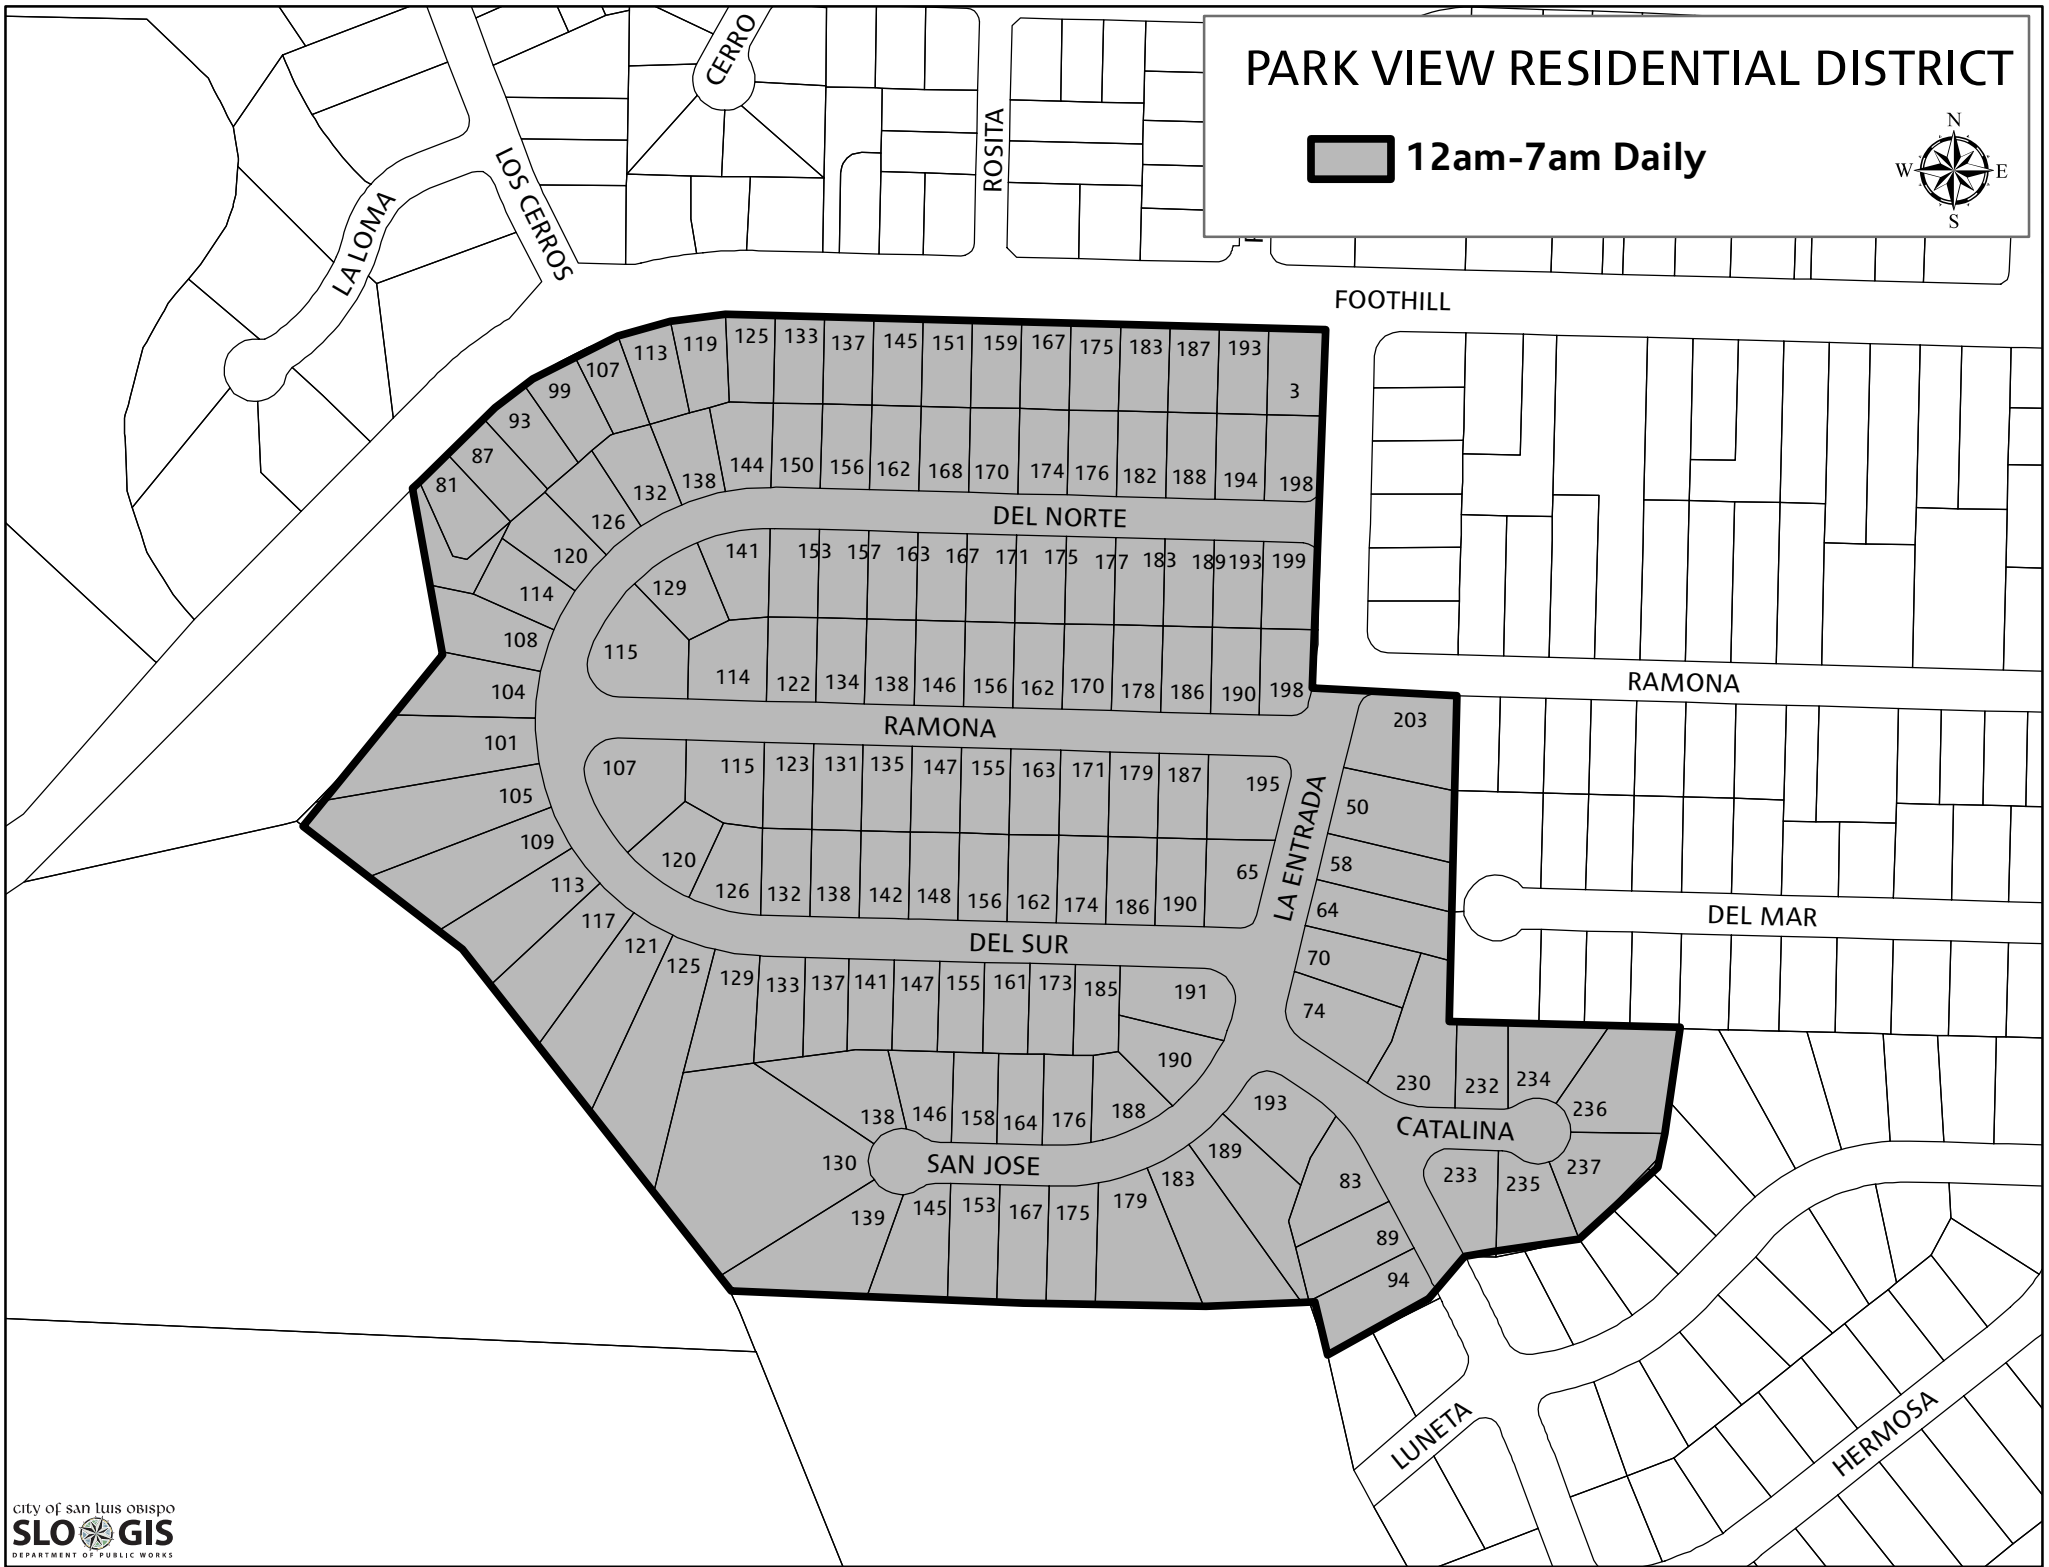 CERRO
PARK VIEW RESIDENTIAL DISTRICT
12am-7am Daily
N
W E
S
ROSITA
LOS CERROS
LA LOMA
FOOTHILL
125 133 137 145 151 159 167 175 183 187 193
119
113
107
99
93
87
81
3
144 150 156 162 168 170 174 176 182 188 194 198
138
132
126
120
114
108
104
DEL NORTE
141 153 157 163 167 171 175 177 183 189 193 199
129
115
114 122 134 138 146 156 162 170 178 186 190 198
RAMONA
RAMONA
203
101
105
109
113
117
121
125
107 115 123 131 135 147 155 163 171 179 187 195
LA ENTRADA
50
58
64
70
74
120 126 132 138 142 148 156 162 174 186 190 65
DEL MAR
DEL SUR
129 133 137 141 147 155 161 173 185 191
190
138 146 158 164 176 188
130
SAN JOSE
139 145 153 167 175 179 183 189 193
230 232 234 236
CATALINA
233 235 237
83
89
94
LUNETA
HERMOSA
city of san luis obispo
SLO GIS
DEPARTMENT OF PUBLIC WORKS